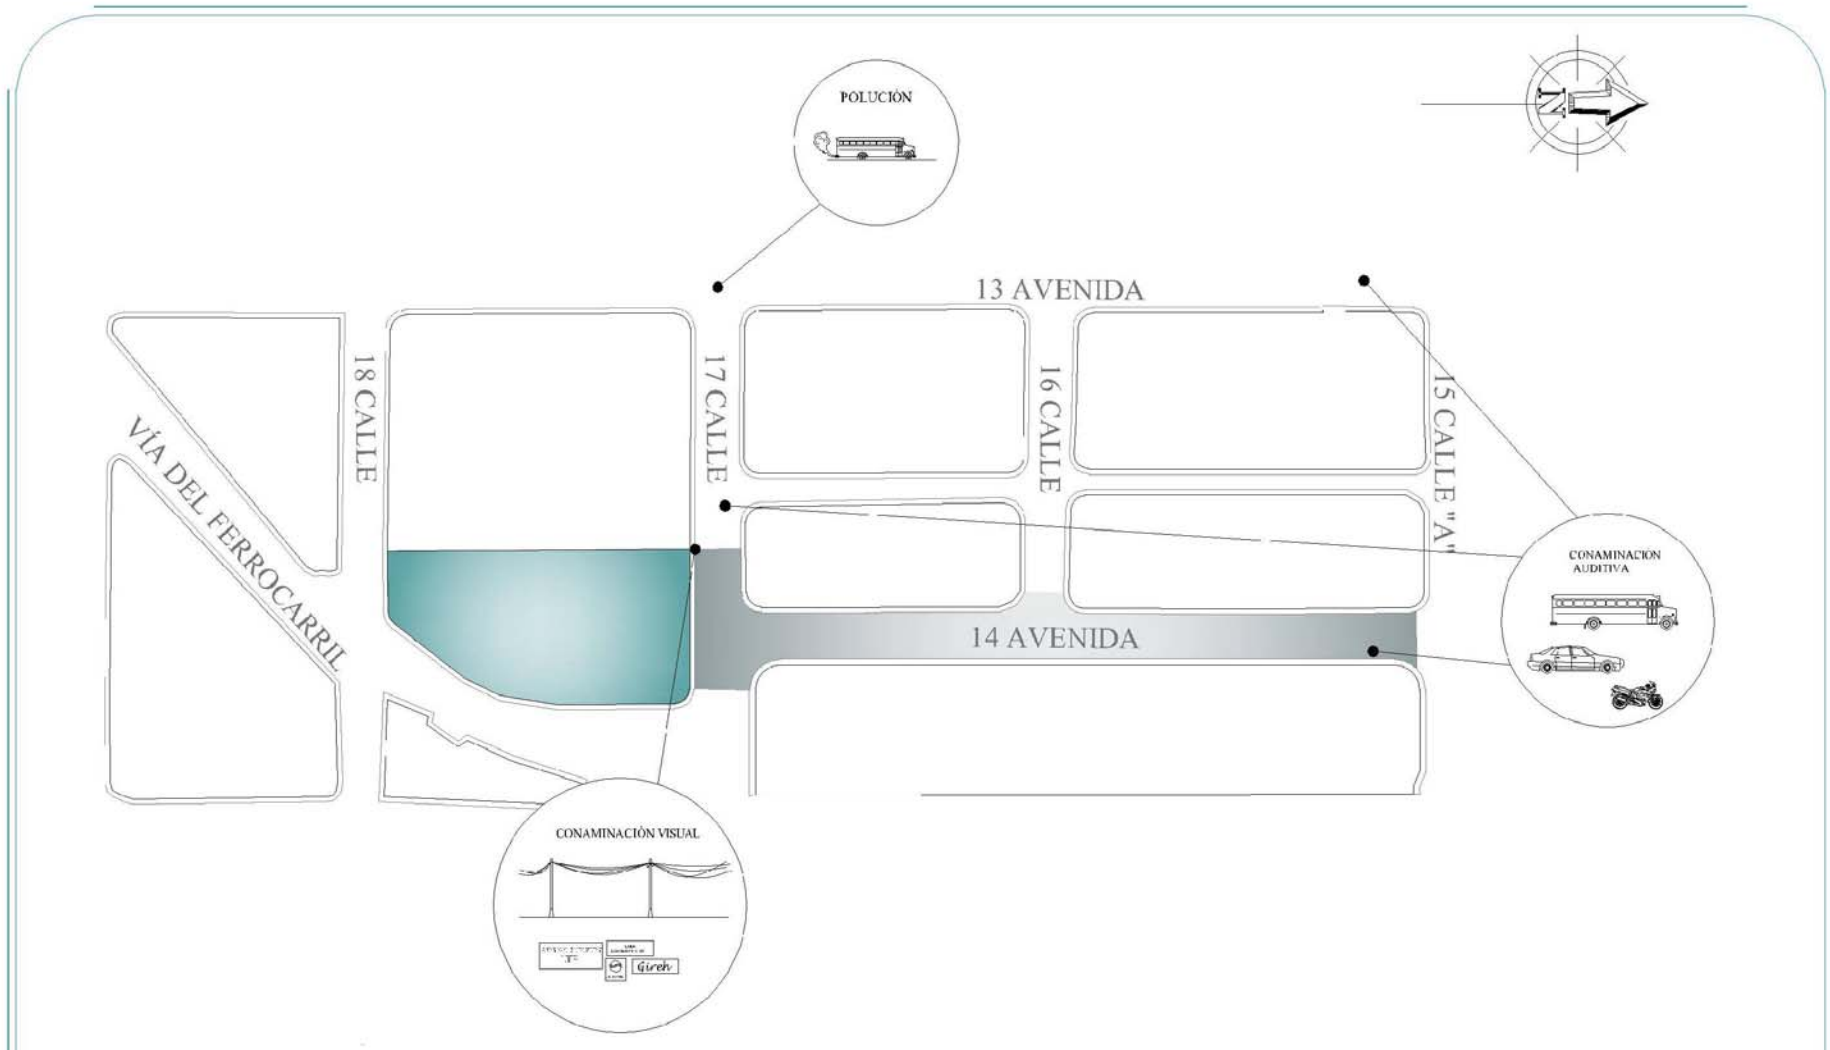 POLUCIÓN
N
13 AVENIDA
18 CALLE
17 CALLE
16 CALLE
15 CALLE "A"
VÍA DEL FERROCARRIL
14 AVENIDA
CONAMINACION
AUDITIVA
CONAMINACIÓN VISUAL
Gireh